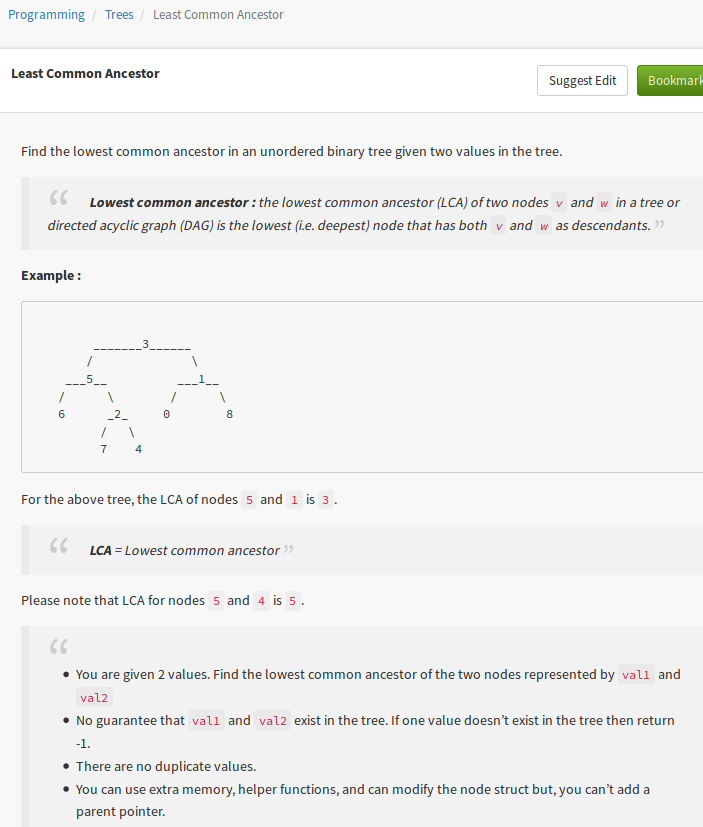 Programming / Trees / Least Common Ancestor
Least Common Ancestor
Suggest Edit
Bookmark
Find the lowest common ancestor in an unordered binary tree given two values in the tree.
“ Lowest common ancestor : the lowest common ancestor (LCA) of two nodes v and w in a tree or
directed acyclic graph (DAG) is the lowest (i.e. deepest) node that has both v and w as descendants. ”
Example :
_______3______
/ \
___5__ ___1__
/ \ / \
6 _2_ 0 8
/ \
7 4
For the above tree, the LCA of nodes 5 and 1 is 3 .
“ LCA = Lowest common ancestor ”
Please note that LCA for nodes 5 and 4 is 5 .
“
• You are given 2 values. Find the lowest common ancestor of the two nodes represented by val1 and
val2
• No guarantee that val1 and val2 exist in the tree. If one value doesn’t exist in the tree then return
-1.
• There are no duplicate values.
• You can use extra memory, helper functions, and can modify the node struct but, you can’t add a
parent pointer.